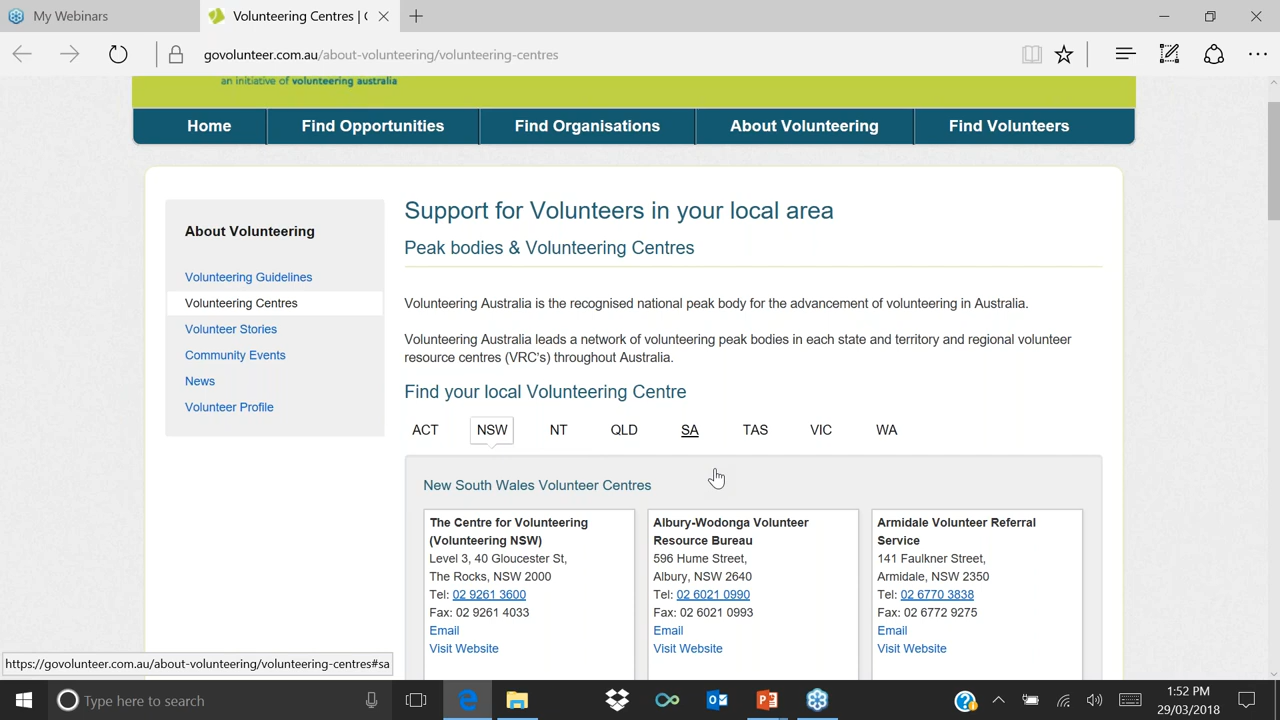 My Webinars
Volunteering Centres | (
govolunteer.com.au/about-volunteering/volunteering-centres
an initiative of volunteering australia
Home
Find Opportunities
Find Organisations
About Volunteering
Find Volunteers
About Volunteering
Volunteering Guidelines
Volunteering Centres
Volunteer Stories
Community Events
News
Volunteer Profile
Support for Volunteers in your local area
Peak bodies & Volunteering Centres
Volunteering Australia is the recognised national peak body for the advancement of volunteering in Australia.
Volunteering Australia leads a network of volunteering peak bodies in each state and territory and regional volunteer
resource centres (VRC's) throughout Australia.
Find your local Volunteering Centre
ACT
NSW
NT
QLD
SA
TAS
VIC
WA
New South Wales Volunteer Centres
The Centre for Volunteering
(Volunteering NSW)
Level 3, 40 Gloucester St,
The Rocks, NSW 2000
Tel: 02 9261 3600
Fax: 02 9261 4033
Email
Visit Website
Albury-Wodonga Volunteer
Resource Bureau
596 Hume Street,
Albury, NSW 2640
Tel: 02 6021 0990
Fax: 02 6021 0993
Email
Visit Website
Armidale Volunteer Referral
Service
141 Faulkner Street,
Armidale, NSW 2350
Tel: 02 6770 3838
Fax: 02 6772 9275
Email
Visit Website
https://govolunteer.com.au/about-volunteering/volunteering-centres#sa
Type here to search
1:52 PM
29/03/2018